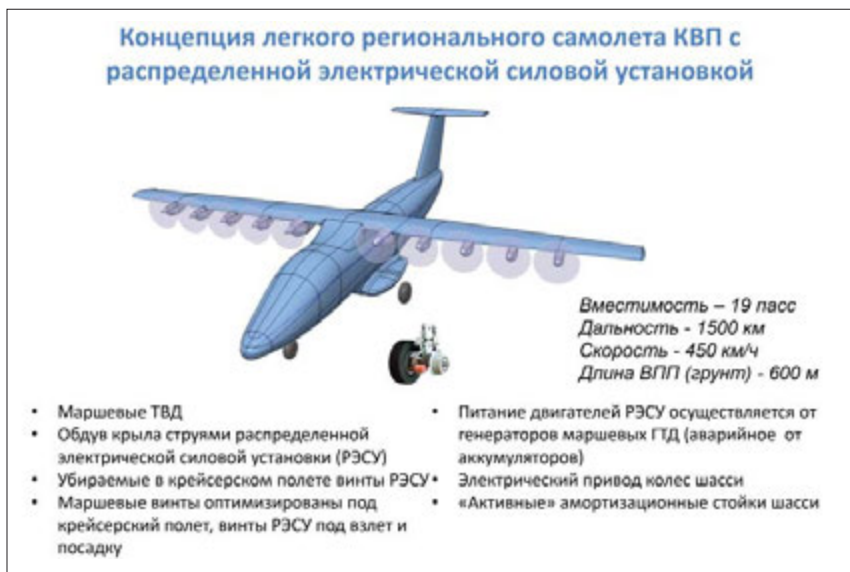 Концепция легкого регионального самолета КВП с
распределенной электрической силовой установкой
Вместимость – 19 пасс
Дальность - 1500 км
Скорость - 450 км/ч
Длина ВПП (грунт) - 600 м
• Маршевые ТВД
• Обдув крыла струями распределенной
электрической силовой установки (РЭСУ)
• Убираемые в крейсерском полете винты РЭСУ
• Маршевые винты оптимизированы под
крейсерский полет, винты РЭСУ под взлет и
посадку
• Питание двигателей РЭСУ осуществляется от
генераторов маршевых ГТД (аварийное от
аккумуляторов)
• Электрический привод колес шасси
• «Активные» амортизационные стойки шасси